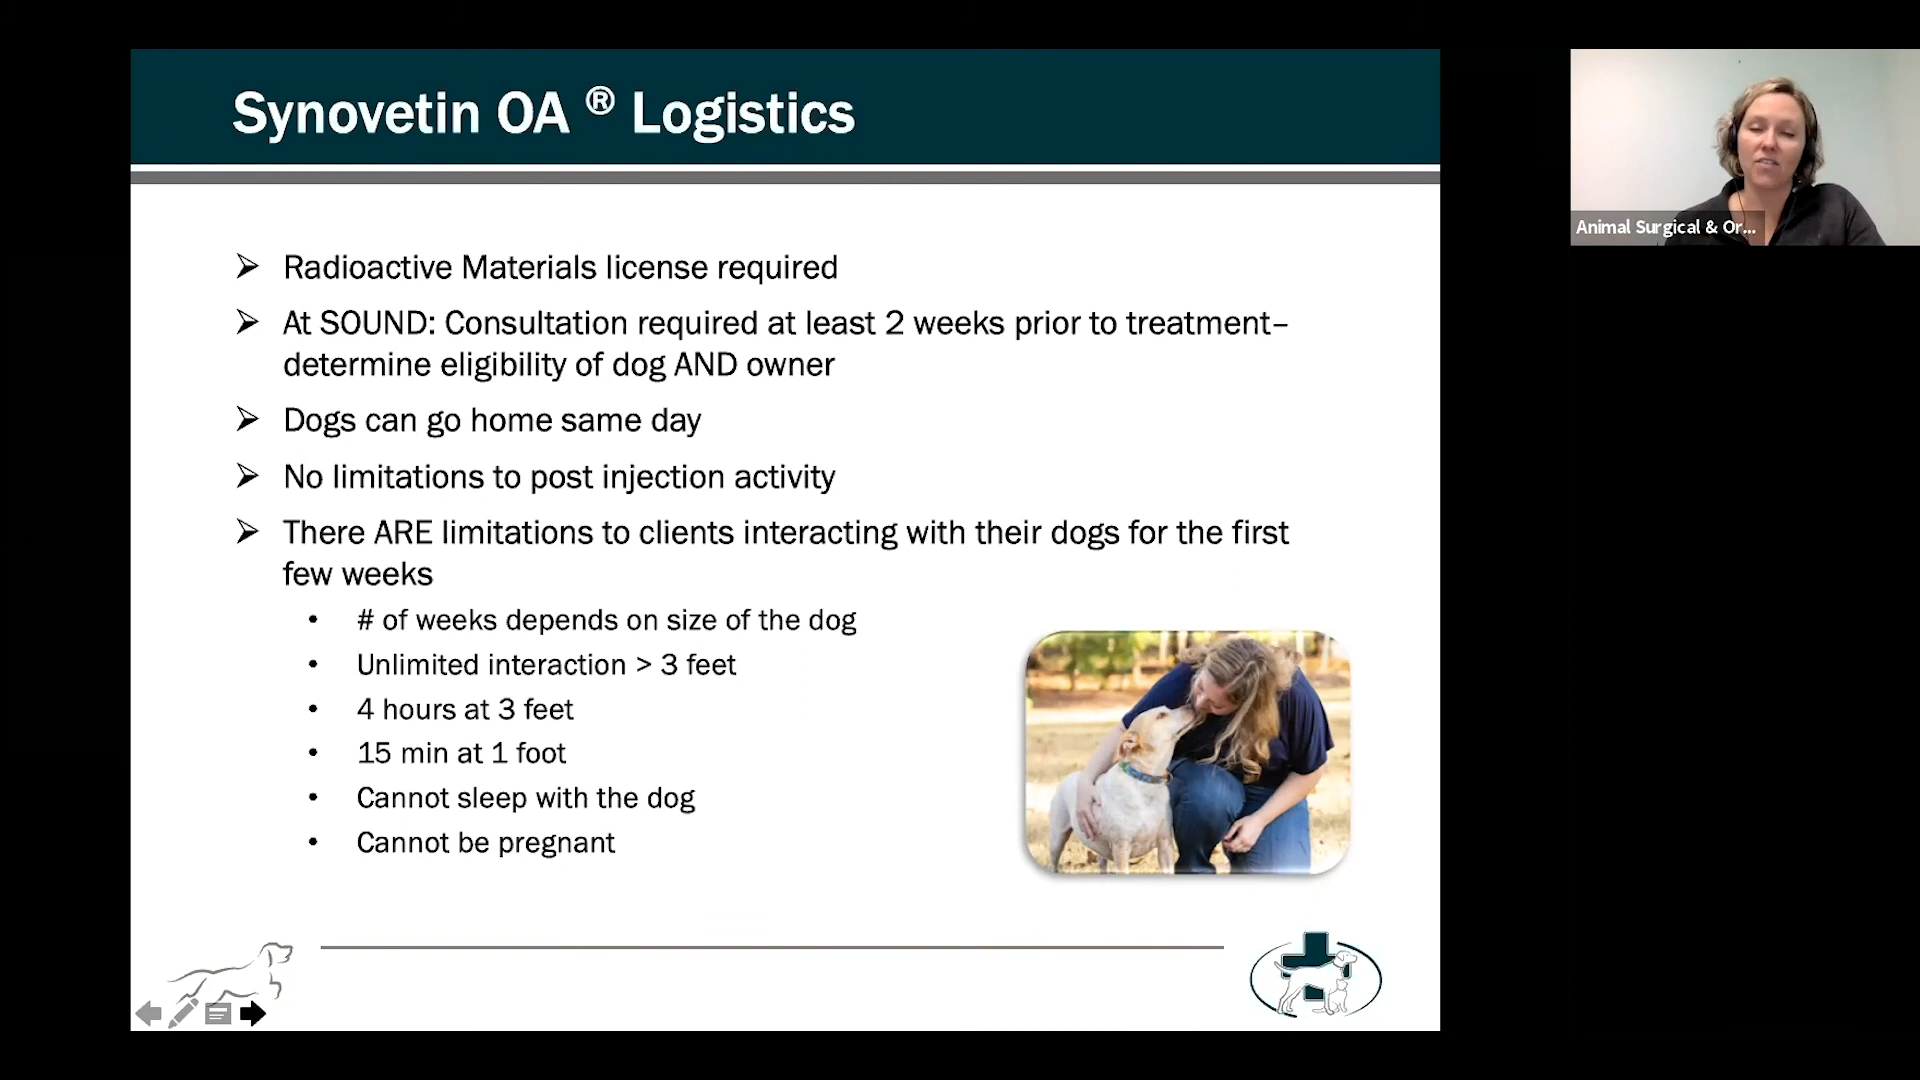 Synovetin OA ® Logistics
Animal Surgical & Or...
Radioactive Materials license required
At SOUND: Consultation required at least 2 weeks prior to treatment–
determine eligibility of dog AND owner
Dogs can go home same day
No limitations to post injection activity
There ARE limitations to clients interacting with their dogs for the first
few weeks
# of weeks depends on size of the dog
Unlimited interaction > 3 feet
4 hours at 3 feet
15 min at 1 foot
Cannot sleep with the dog
Cannot be pregnant